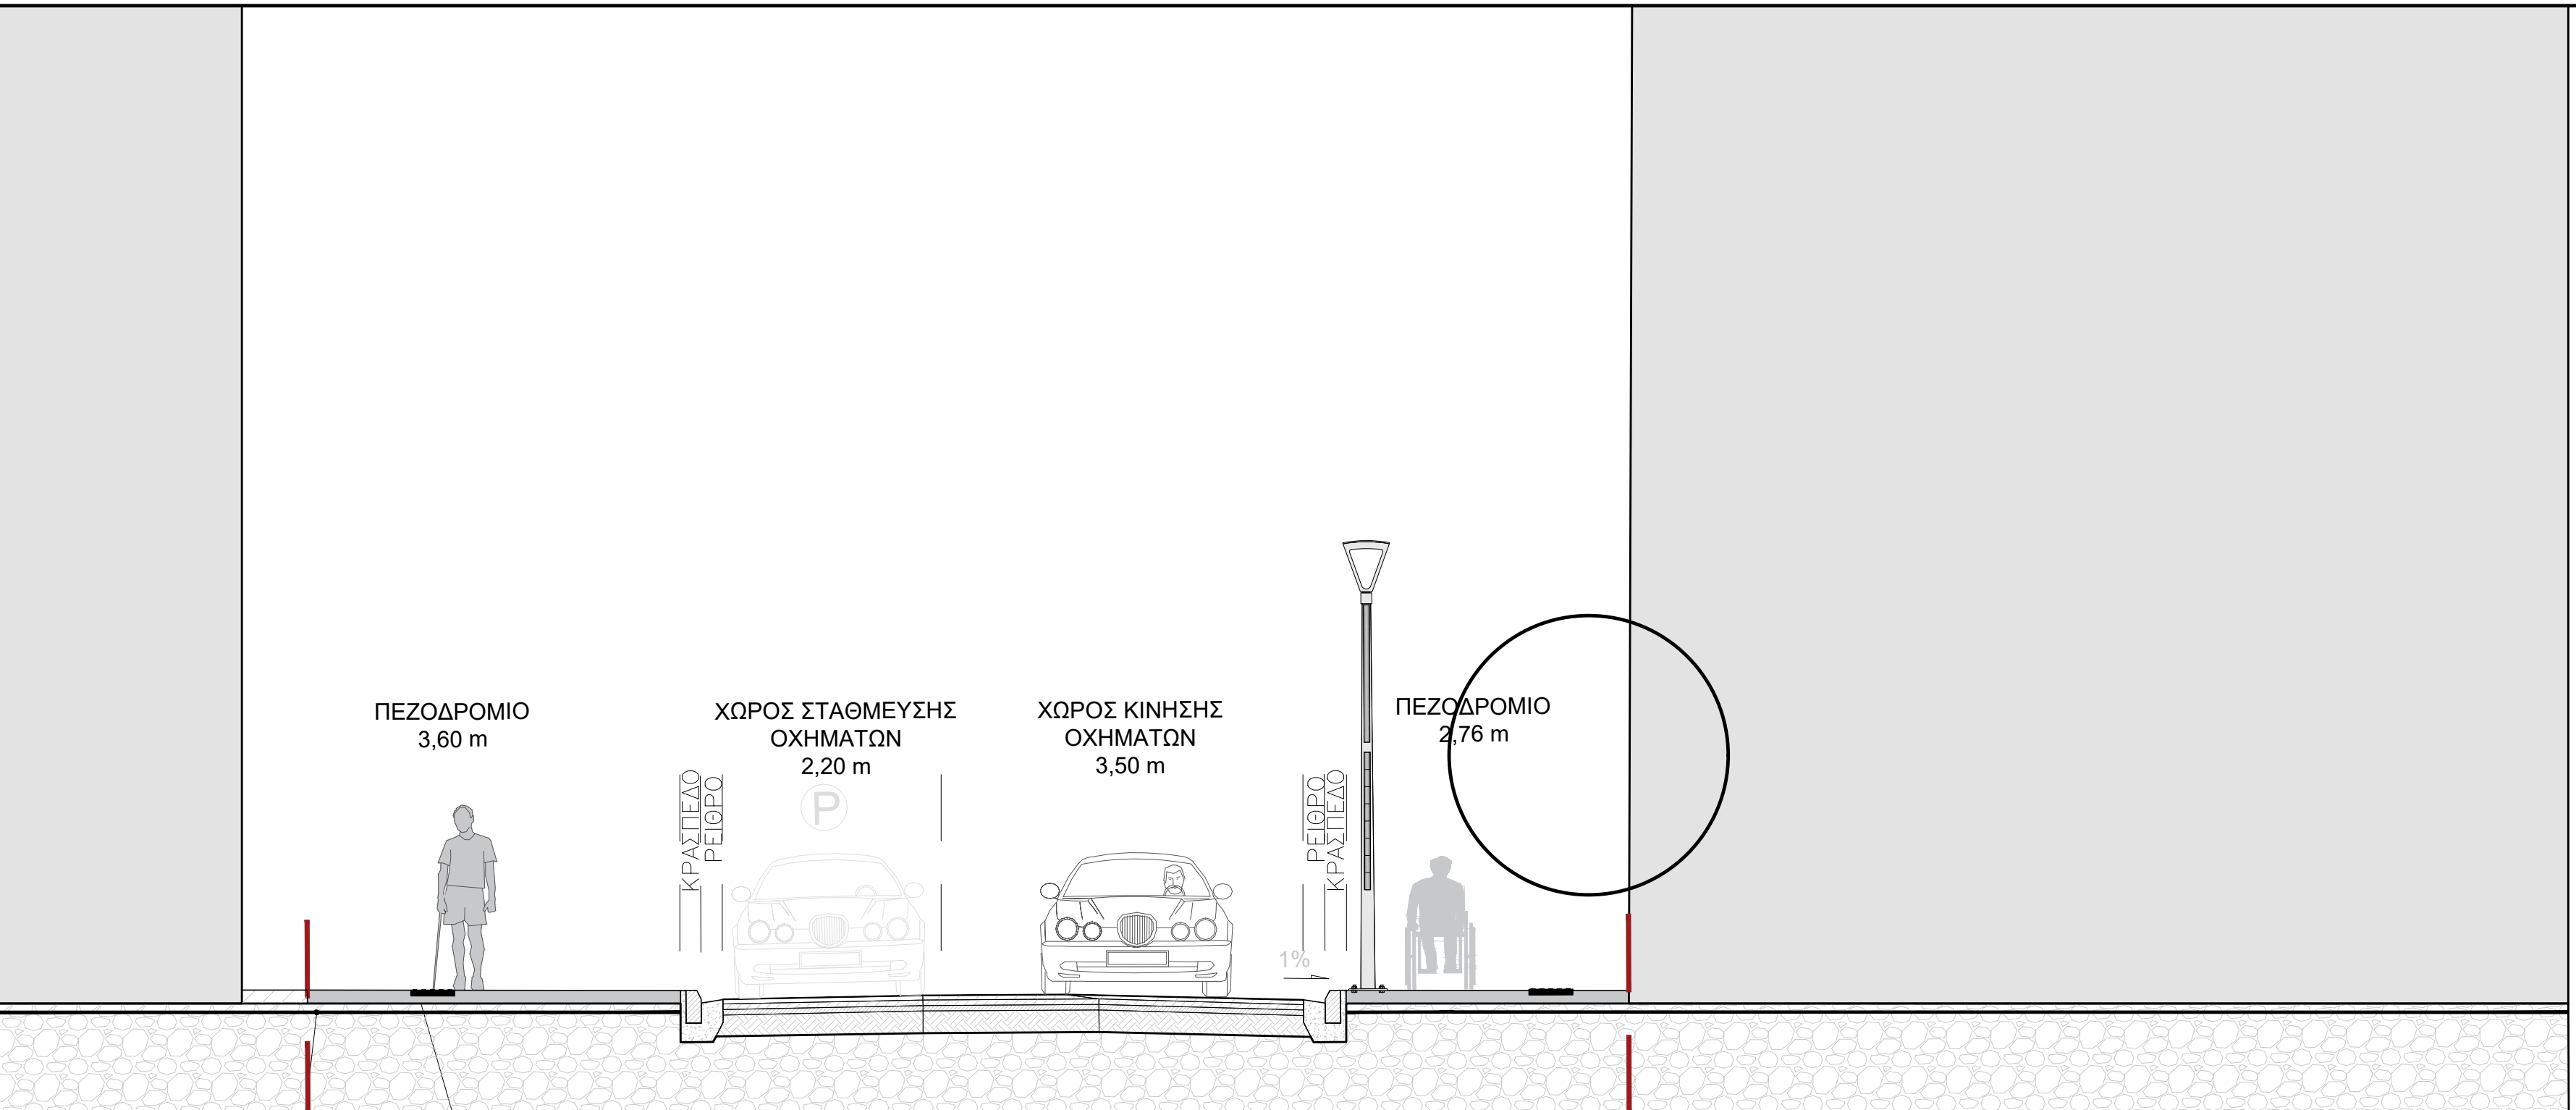 ΠΕΖΟΔΡΟΜΙΟ
3,60 m
ΧΩΡΟΣ ΣΤΑΘΜΕΥΣΗΣ
ΟΧΗΜΑΤΩΝ
2,20 m
P
ΧΩΡΟΣ ΚΙΝΗΣΗΣ
ΟΧΗΜΑΤΩΝ
3,50 m
ΠΕΖΟΔΡΟΜΙΟ
2,76 m
ΚΡΑΣΠΕΔΟ
ΡΕΙΘΡΟ
ΡΕΙΘΡΟ
ΚΡΑΣΠΕΔΟ
1%